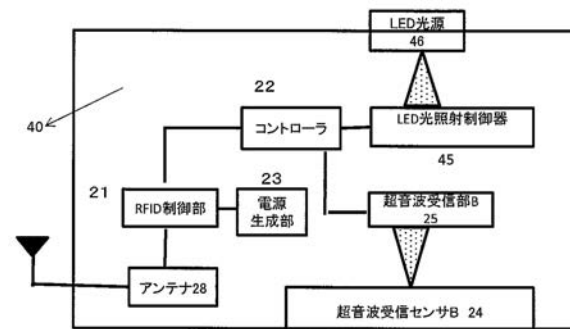 LED光源
46
22
コントローラ
LED光照射制御器
40
45
21
23
RFID制御部
電源
生成部
超音波受信部B
25
アンテナ28
超音波受信センサB 24